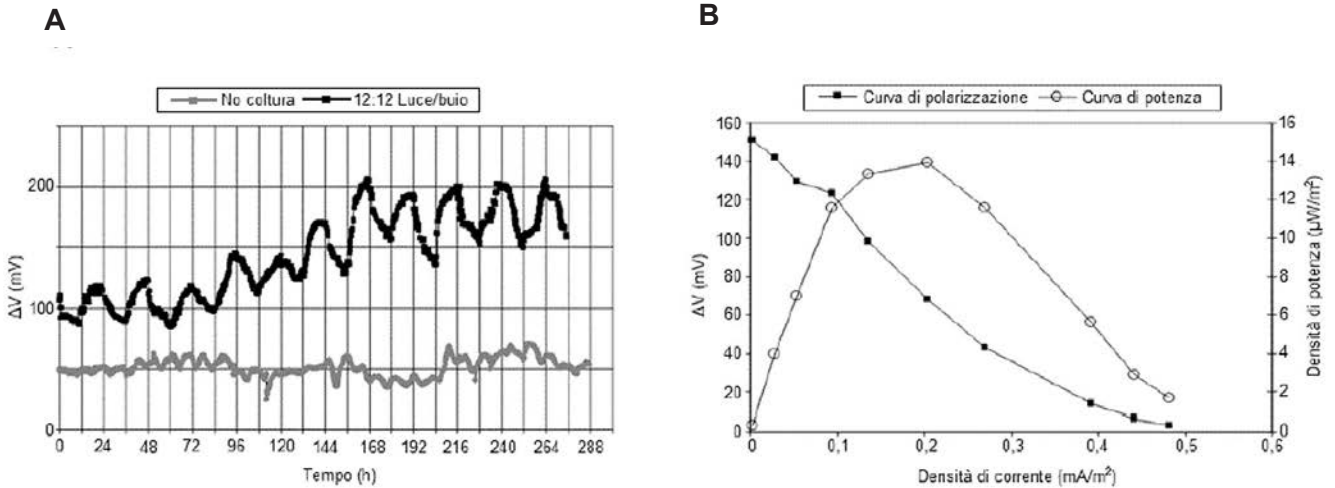 A
No coltura 12:12 Luce/buio
ΔV (mV)
200
100
0
0 24 48 72 96 120 144 168 192 216 240 264 288
Tempo (h)
B
Curva di polarizzazione Curva di potenza
ΔV (mV)
160
140
120
100
80
60
40
20
0
16
14
12
10
8
6
4
2
0
Densità di potenza (µW/m²)
0 0,1 0,2 0,3 0,4 0,5 0,6
Densità di corrente (mA/m²)